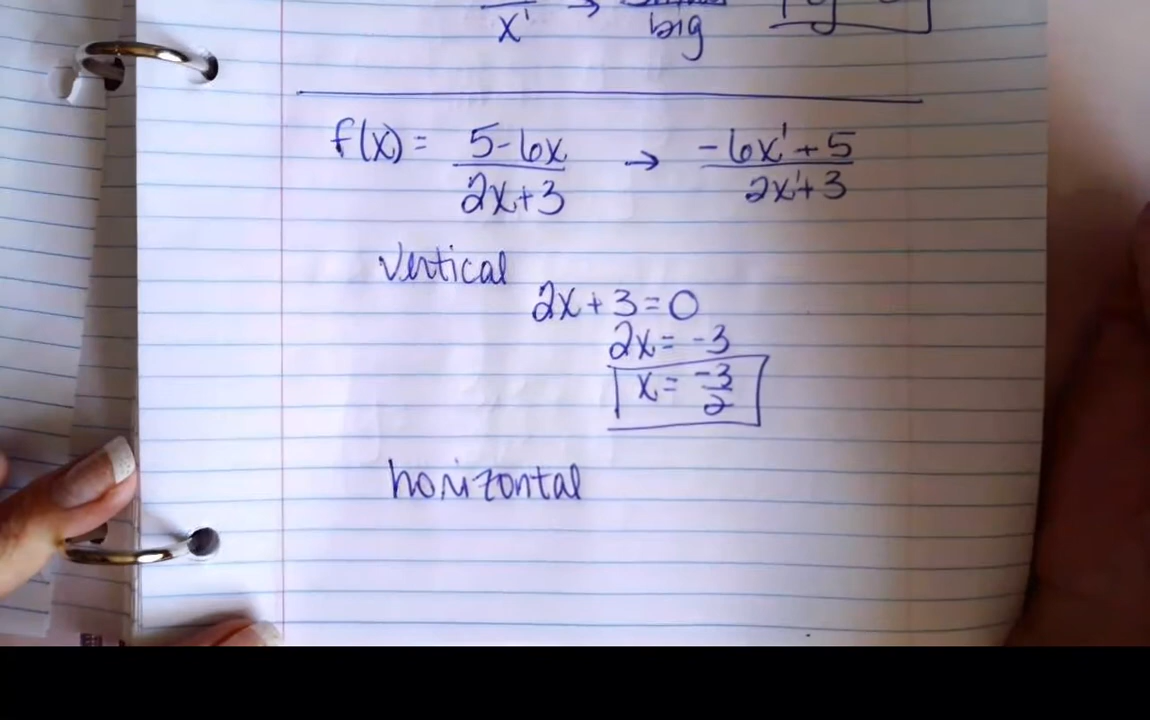 x¹ → big
f(x) = 5-6x / 2x+3 → -6x¹+5 / 2x¹+3
Vertical
2x+3=0
2x= -3
x= -3/2
horizontal